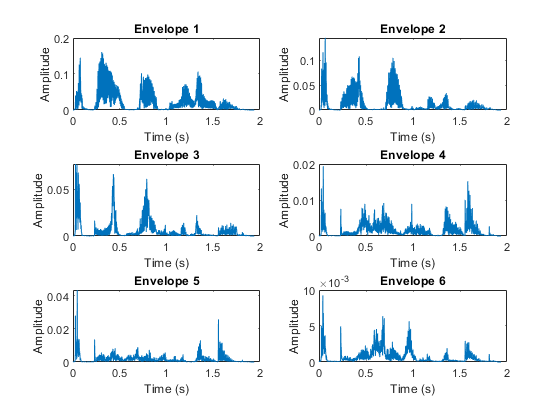 Envelope 1
0.2
0.1
0
Amplitude
0 0.5 1 1.5 2
Time (s)
Envelope 2
0.1
0.05
0
Amplitude
0 0.5 1 1.5 2
Time (s)
Envelope 3
0.05
0
Amplitude
0 0.5 1 1.5 2
Time (s)
Envelope 4
0.02
0.01
0
Amplitude
0 0.5 1 1.5 2
Time (s)
Envelope 5
0.04
0.02
0
Amplitude
0 0.5 1 1.5 2
Time (s)
Envelope 6
×10⁻³
10
5
0
Amplitude
0 0.5 1 1.5 2
Time (s)